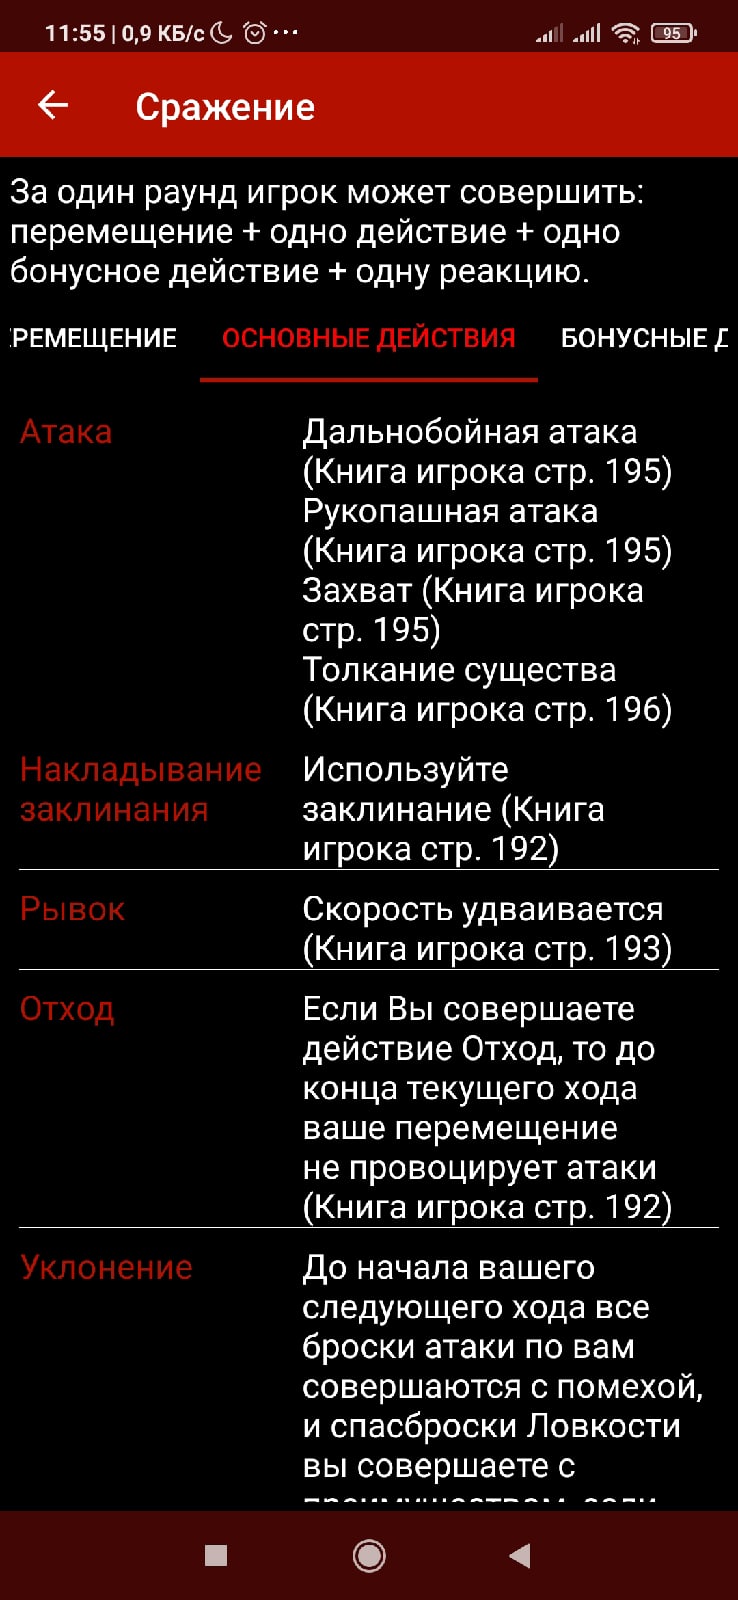 11:55 | 0,9 КБ/с
95
Сражение
За один раунд игрок может совершить:
перемещение + одно действие + одно
бонусное действие + одну реакцию.
РЕМЕЩЕНИЕ ОСНОВНЫЕ ДЕЙСТВИЯ БОНУСНЫЕ Д
Атака
Дальнобойная атака
(Книга игрока стр. 195)
Рукопашная атака
(Книга игрока стр. 195)
Захват (Книга игрока
стр. 195)
Толкание существа
(Книга игрока стр. 196)
Накладывание
заклинания
Используйте
заклинание (Книга
игрока стр. 192)
Рывок
Скорость удваивается
(Книга игрока стр. 193)
Отход
Если Вы совершаете
действие Отход, то до
конца текущего хода
ваше перемещение
не провоцирует атаки
(Книга игрока стр. 192)
Уклонение
До начала вашего
следующего хода все
броски атаки по вам
совершаются с помехой,
и спасброски Ловкости
вы совершаете с